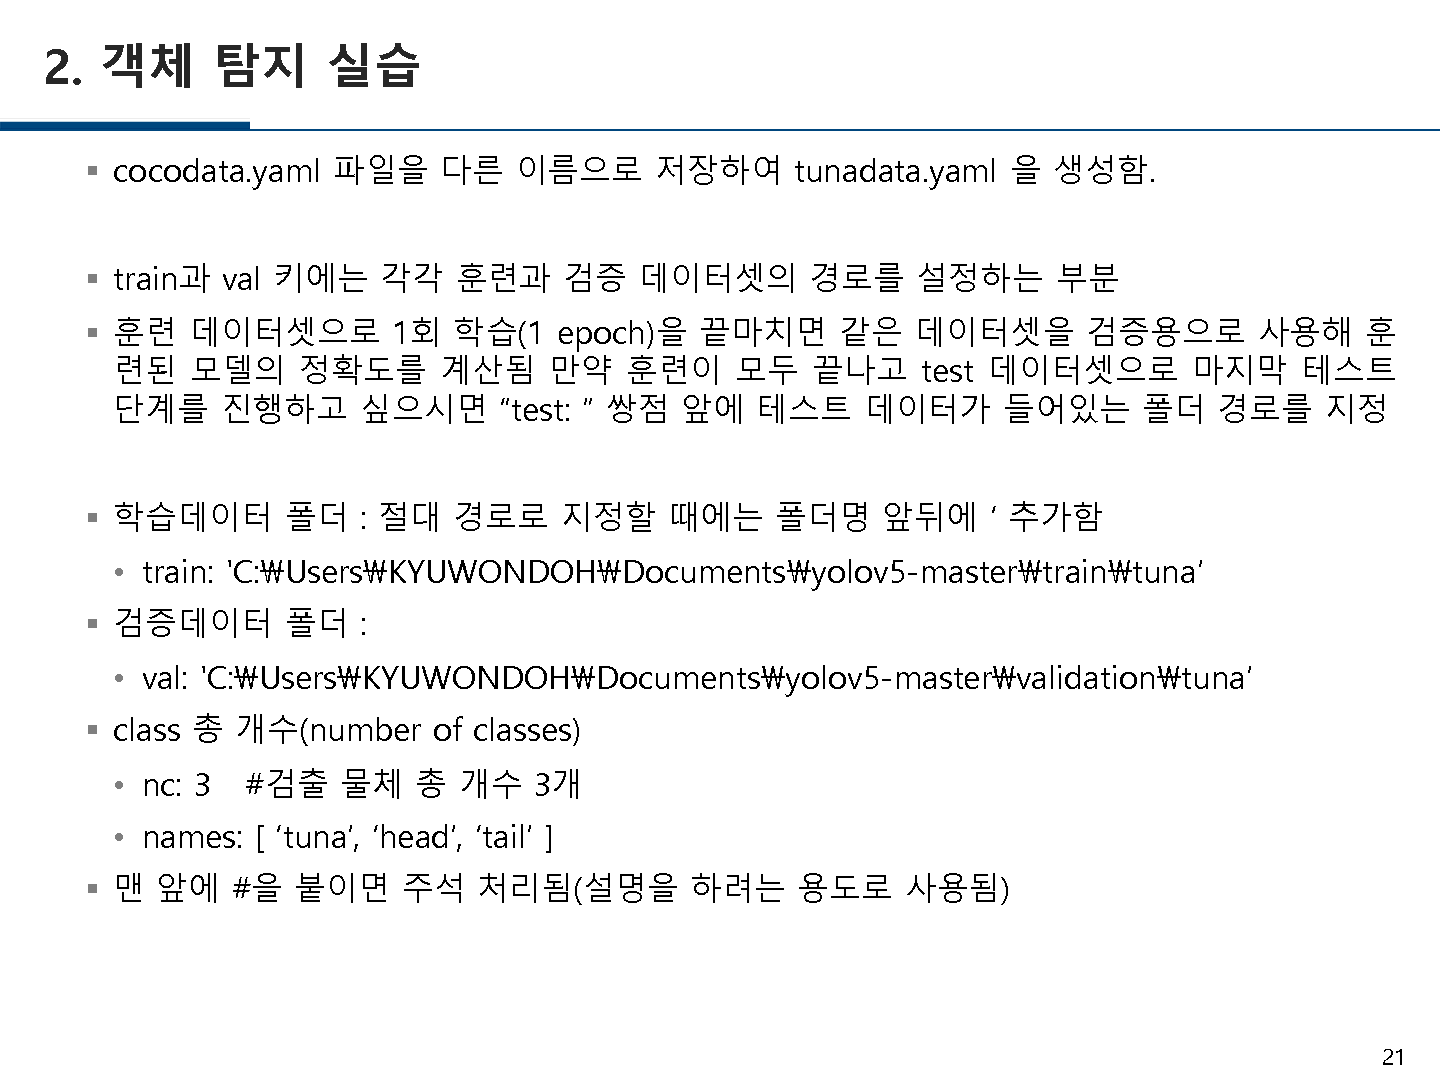 2. 객체 탐지 실습
▪ cocodata.yaml 파일을 다른 이름으로 저장하여 tunadata.yaml 을 생성함.
▪ train과 val 키에는 각각 훈련과 검증 데이터셋의 경로를 설정하는 부분
▪ 훈련 데이터셋으로 1회 학습(1 epoch)을 끝마치면 같은 데이터셋을 검증용으로 사용해 훈
련된 모델의 정확도를 계산됨 만약 훈련이 모두 끝나고 test 데이터셋으로 마지막 테스트
단계를 진행하고 싶으시면 “test: ” 쌍점 앞에 테스트 데이터가 들어있는 폴더 경로를 지정
▪ 학습데이터 폴더 : 절대 경로로 지정할 때에는 폴더명 앞뒤에 ‘ 추가함
• train: 'C:₩Users₩KYUWONDOH₩Documents₩yolov5-master₩train₩tuna’
▪ 검증데이터 폴더 :
• val: 'C:₩Users₩KYUWONDOH₩Documents₩yolov5-master₩validation₩tuna’
▪ class 총 개수(number of classes)
• nc: 3 #검출 물체 총 개수 3개
• names: [ ‘tuna’, ‘head’, ‘tail’ ]
▪ 맨 앞에 #을 붙이면 주석 처리됨(설명을 하려는 용도로 사용됨)
21